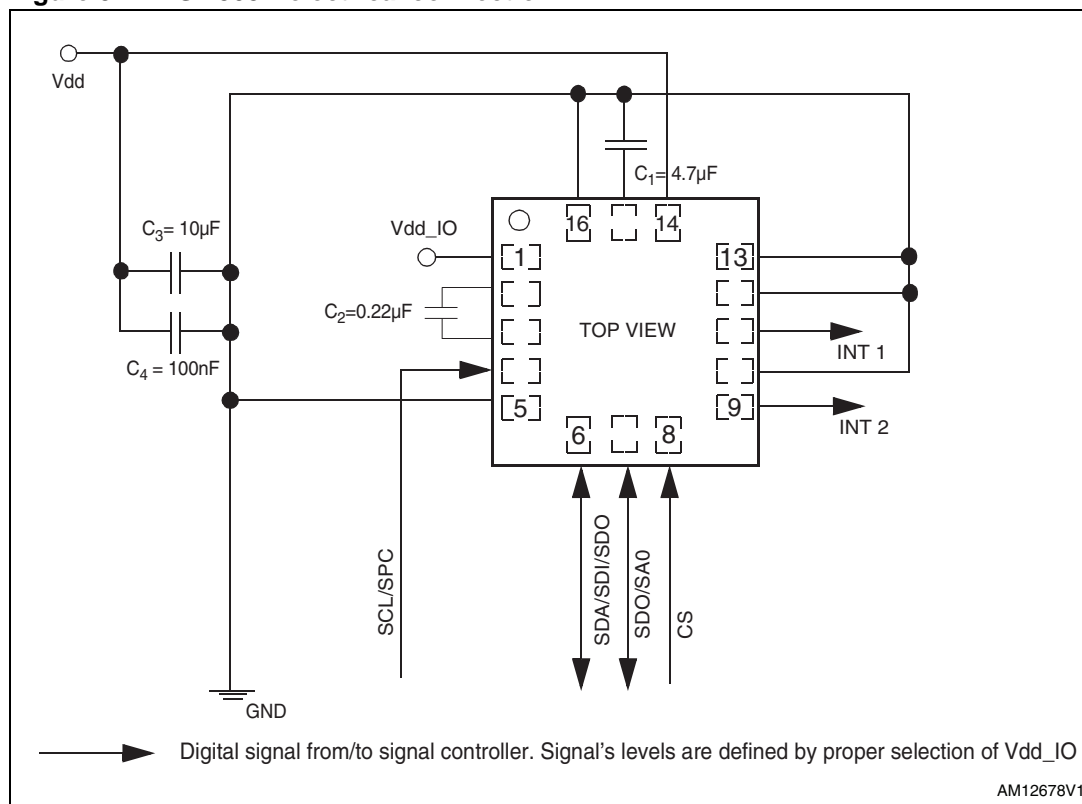 Vdd
C1= 4.7µF
16
14
C3= 10µF
Vdd_IO
1
13
C2=0.22µF
TOP VIEW
INT 1
C4 = 100nF
5
9
INT 2
6
8
SCL/SPC
SDA/SDI/SDO
SDO/SA0
CS
GND
Digital signal from/to signal controller. Signal's levels are defined by proper selection of Vdd_IO
AM12678V1